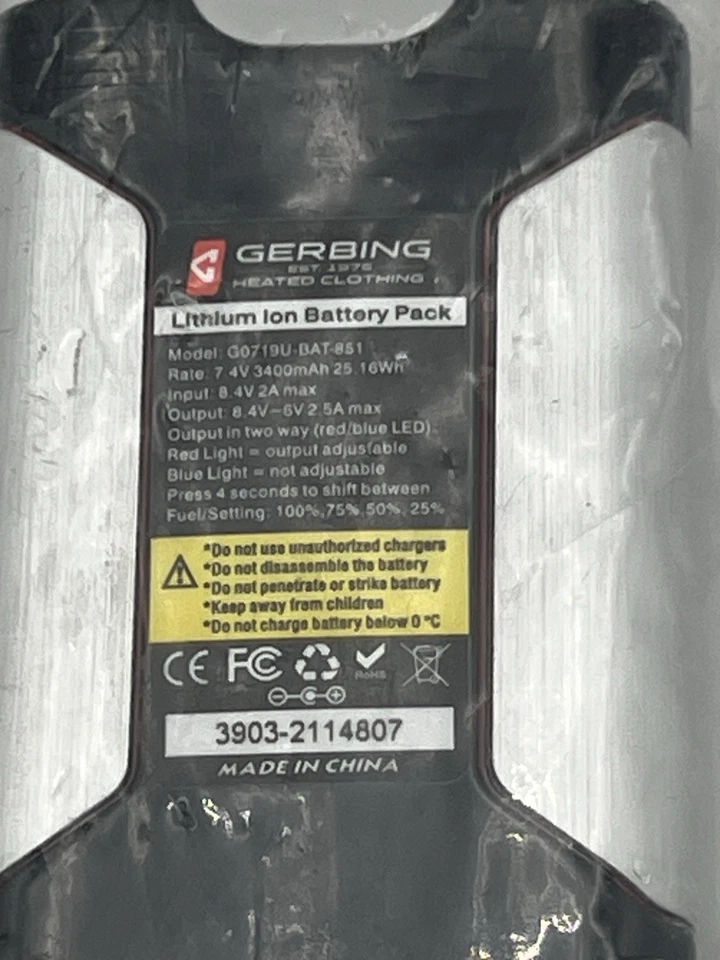 GERBING
EST 1976
HEATED CLOTHING
Lithium Ion Battery Pack
Model: G0719U-BAT-851
Rate: 7.4V 3400mAh 25.16Wh
Input: 8.4V 2A max
Output: 8.4V~6V 2.5A max
Output in two way (red/blue LED)
Red Light = output adjustable
Blue Light = not adjustable
Press 4 seconds to shift between
Fuel/Setting: 100%,75%,50%, 25%
*Do not use unauthorized chargers
*Do not disassemble the battery
*Do not penetrate or strike battery
*Keep away from children
*Do not charge battery below 0 °C
CE FC RoHS
3903-2114807
MADE IN CHINA